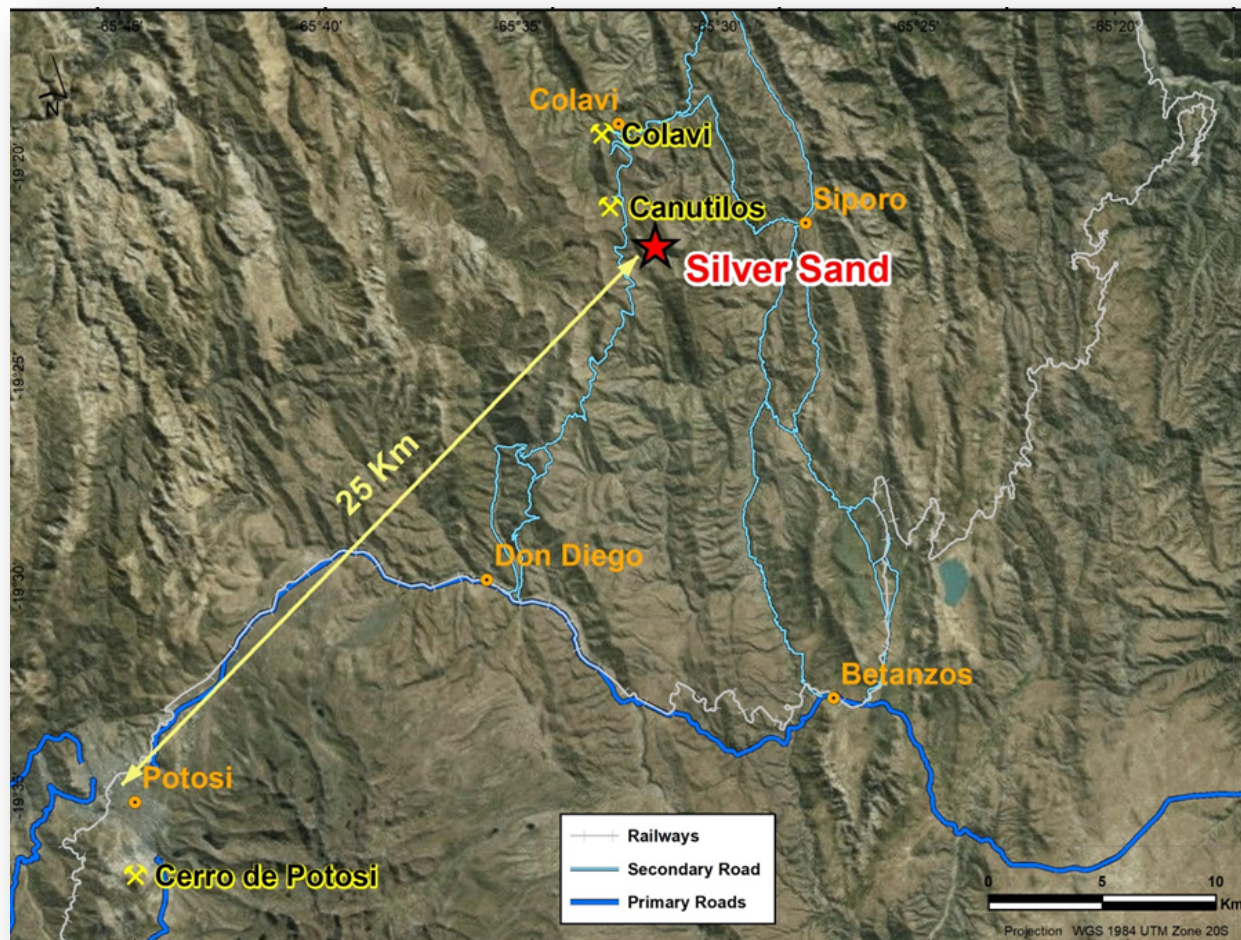 -65°45'
-65°40'
-65°35'
-65°30'
-65°25'
-65°20'
N
Colavi
Colavi
-19°20'
Canutilos
Siporo
Silver Sand
-19°25'
25 Km
Don Diego
-19°30'
Betanzos
Potosi
-19°35'
Cerro de Potosi
Railways
Secondary Road
Primary Roads
0 5 10
Km
Projection WGS 1984 UTM Zone 20S